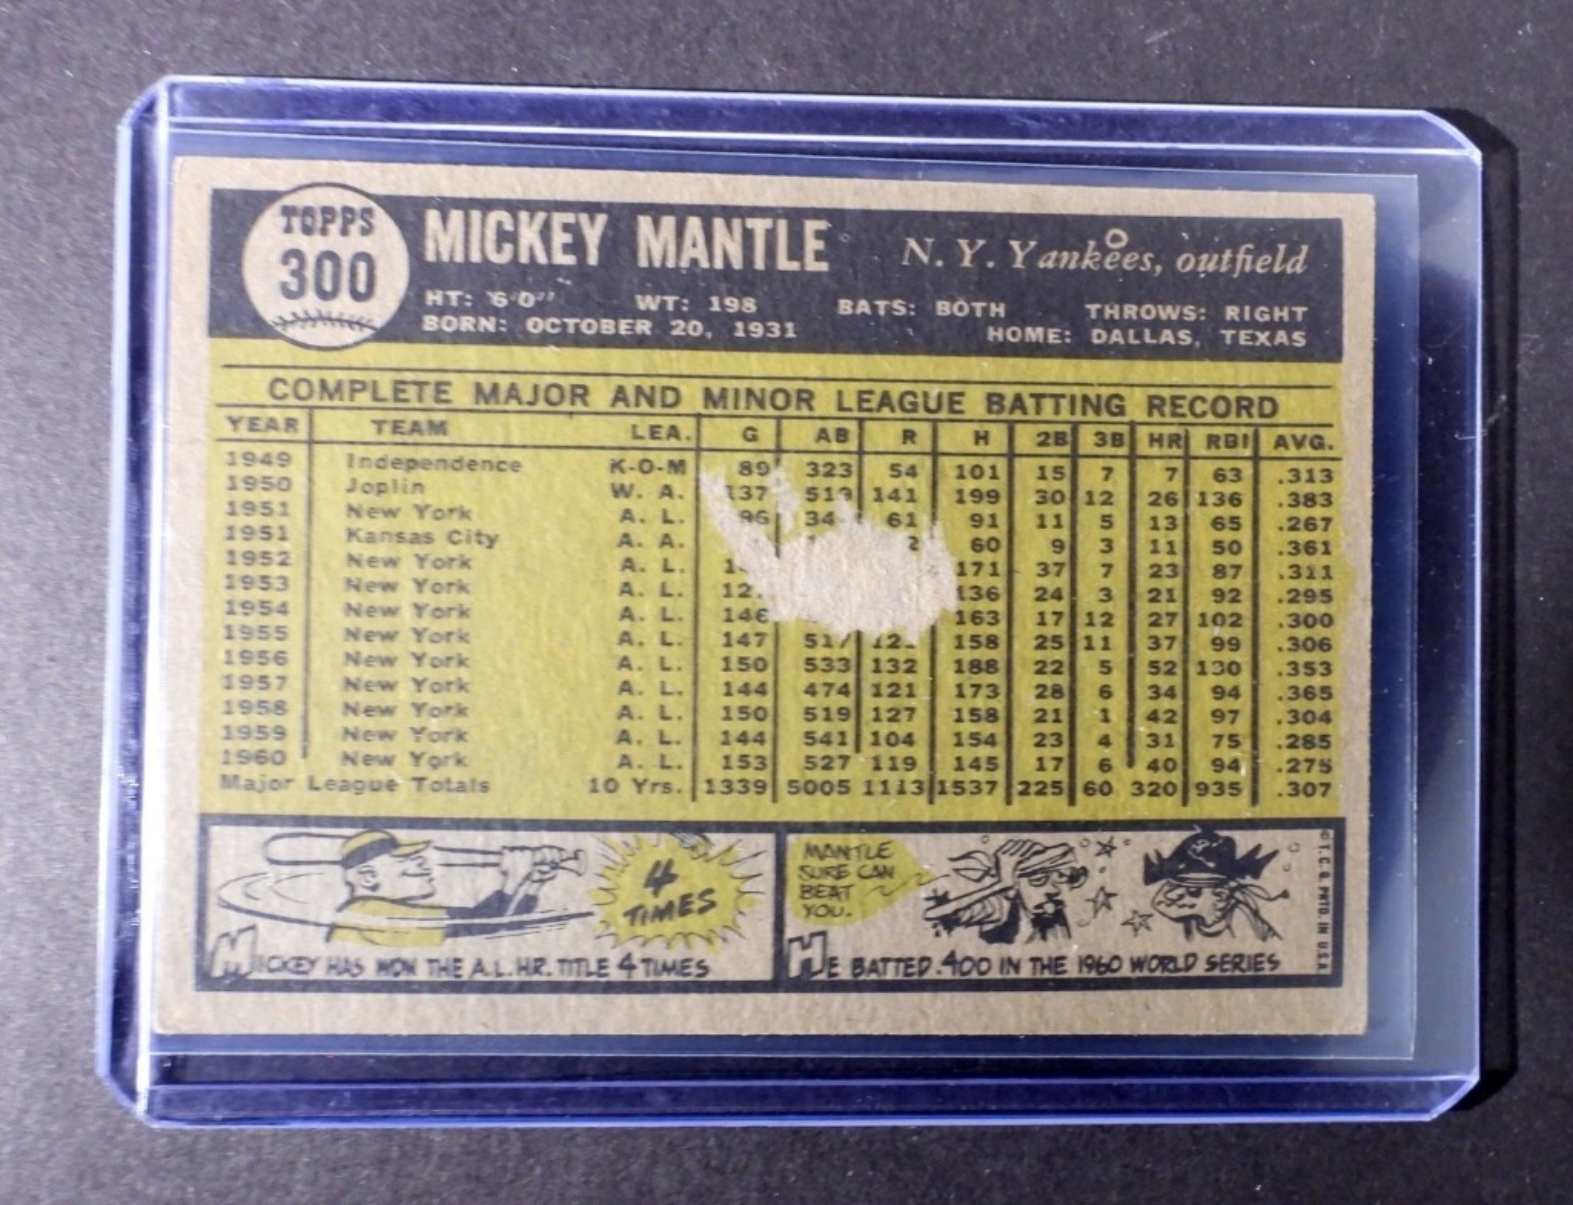 TOPPS
300
MICKEY MANTLE
N. Y. Yankees, outfield
HT: 6'0" WT: 198 BATS: BOTH THROWS: RIGHT
BORN: OCTOBER 20, 1931 HOME: DALLAS, TEXAS
COMPLETE MAJOR AND MINOR LEAGUE BATTING RECORD
YEAR TEAM LEA. G AB R H 2B 3B HR RBI AVG.
1949 Independence K-O-M 89 323 54 101 15 7 7 63 .313
1950 Joplin W. A. 137 519 141 199 30 12 26 136 .383
1951 New York A. L. 96 34 61 91 11 5 13 65 .267
1951 Kansas City A. A. 60 9 3 11 50 .361
1952 New York A. L. 171 37 7 23 87 .311
1953 New York A. L. 12 136 24 3 21 92 .295
1954 New York A. L. 146 163 17 12 27 102 .300
1955 New York A. L. 147 517 12 158 25 11 37 99 .306
1956 New York A. L. 150 533 132 188 22 5 52 130 .353
1957 New York A. L. 144 474 121 173 28 6 34 94 .365
1958 New York A. L. 150 519 127 158 21 1 42 97 .304
1959 New York A. L. 144 541 104 154 23 4 31 75 .285
1960 New York A. L. 153 527 119 145 17 6 40 94 .275
Major League Totals 10 Yrs. 1339 5005 1113 1537 225 60 320 935 .307
4
TIMES
MICKEY HAS WON THE A.L. HR. TITLE 4 TIMES
MANTLE
SURE CAN
BEAT
YOU.
HE BATTED .400 IN THE 1960 WORLD SERIES
© T.C.G. PRTD. IN U.S.A.